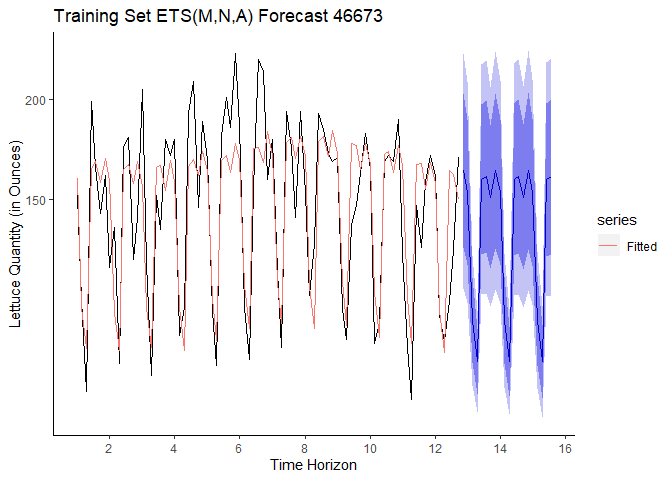 Training Set ETS(M,N,A) Forecast 46673
Lettuce Quantity (in Ounces)
200
150
2 4 6 8 10 12 14 16
Time Horizon
series
Fitted